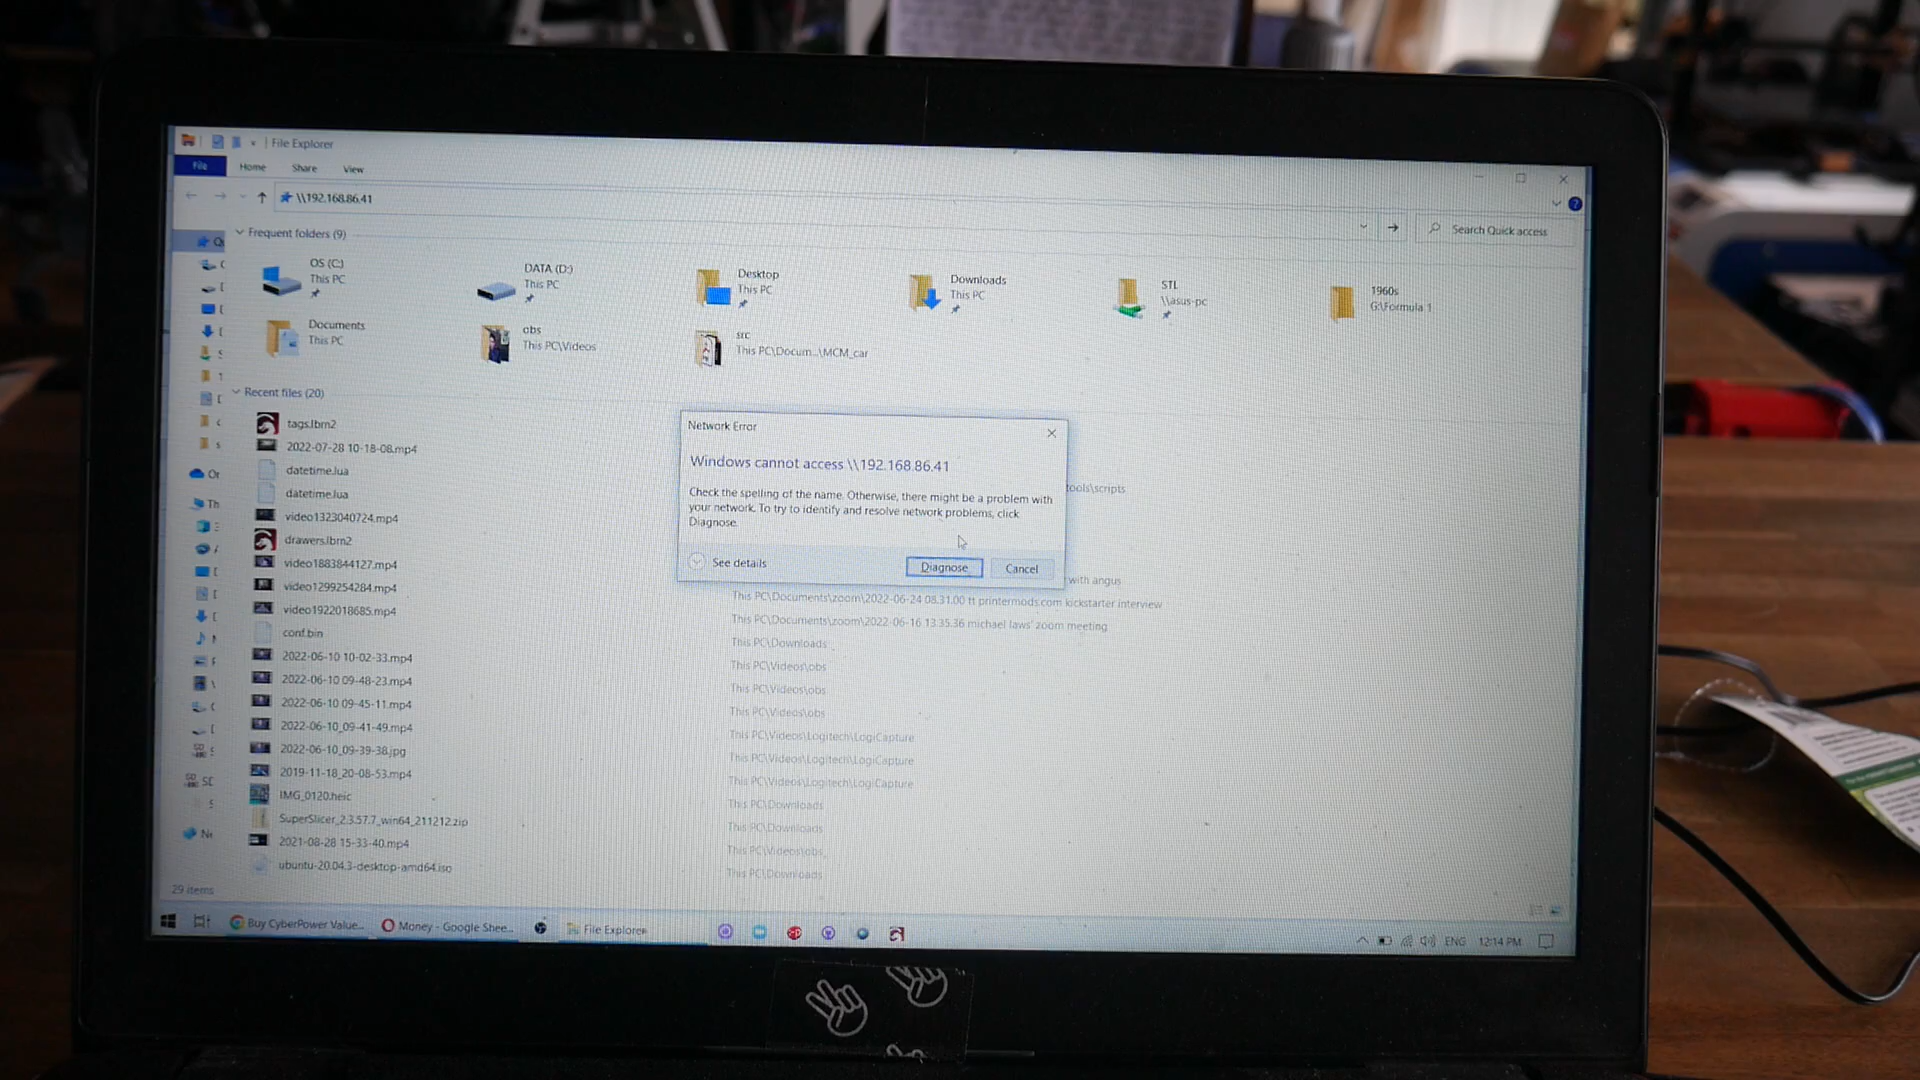 File Explorer
File Home Share View
\\192.168.86.41
Search Quick access
Frequent folders (9)
OS (C:)
This PC
DATA (D:)
This PC
Desktop
This PC
Downloads
This PC
STL
\\asus-pc
1960s
G:\Formula 1
Documents
This PC
obs
This PC\Videos
src
This PC\Docum...\MCM_car
Recent files (20)
tags.lbrn2
2022-07-28 10-18-08.mp4
datetime.lua
datetime.lua
tools\scripts
video1323040724.mp4
drawers.lbrn2
video1883844127.mp4
video1299254284.mp4
with angus
video1922018685.mp4
This PC\Documents\zoom\2022-06-24 08.31.00 tt printermods.com kickstarter interview
conf.bin
This PC\Documents\zoom\2022-06-16 13.35.36 michael laws' zoom meeting
2022-06-10 10-02-33.mp4
This PC\Downloads
2022-06-10 09-48-23.mp4
This PC\Videos\obs
2022-06-10 09-45-11.mp4
This PC\Videos\obs
2022-06-10_09-41-49.mp4
This PC\Videos\obs
2022-06-10_09-39-38.jpg
This PC\Videos\Logitech\LogiCapture
2019-11-18_20-08-53.mp4
This PC\Videos\Logitech\LogiCapture
IMG_0120.heic
This PC\Videos\Logitech\LogiCapture
SuperSlicer_2.3.57.7_win64_211212.zip
This PC\Downloads
2021-08-28 15-33-40.mp4
This PC\Downloads
ubuntu-20.04.3-desktop-amd64.iso
This PC\Videos\obs
This PC\Downloads
Network Error
Windows cannot access \\192.168.86.41
Check the spelling of the name. Otherwise, there might be a problem with
your network. To try to identify and resolve network problems, click
Diagnose.
See details
Diagnose
Cancel
29 items
Buy CyberPower Value...
Money - Google Shee...
File Explorer
ENG
12:14 PM